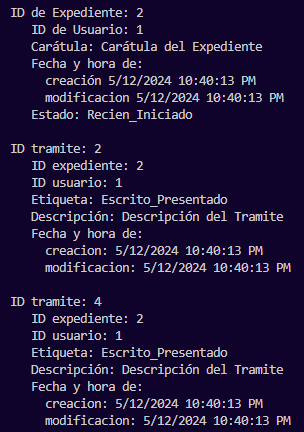 ID de Expediente: 2
ID de Usuario: 1
Carátula: Carátula del Expediente
Fecha y hora de:
creación 5/12/2024 10:40:13 PM
modificacion 5/12/2024 10:40:13 PM
Estado: Recien_Iniciado
ID tramite: 2
ID expediente: 2
ID usuario: 1
Etiqueta: Escrito_Presentado
Descripción: Descripción del Tramite
Fecha y hora de:
creacion: 5/12/2024 10:40:13 PM
modificacion: 5/12/2024 10:40:13 PM
ID tramite: 4
ID expediente: 2
ID usuario: 1
Etiqueta: Escrito_Presentado
Descripción: Descripción del Tramite
Fecha y hora de:
creacion: 5/12/2024 10:40:13 PM
modificacion: 5/12/2024 10:40:13 PM